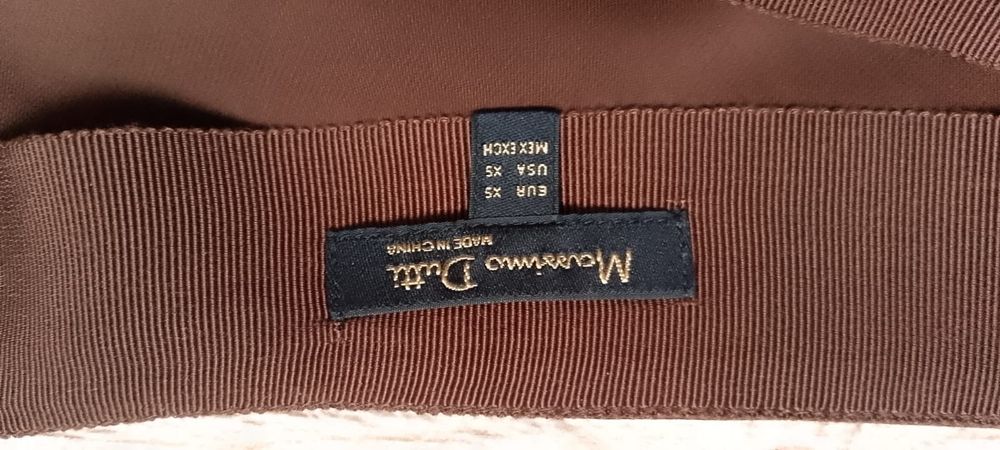 Massimo Dutti
MADE IN CHINA
EUR XS
USA XS
MEX EXCH